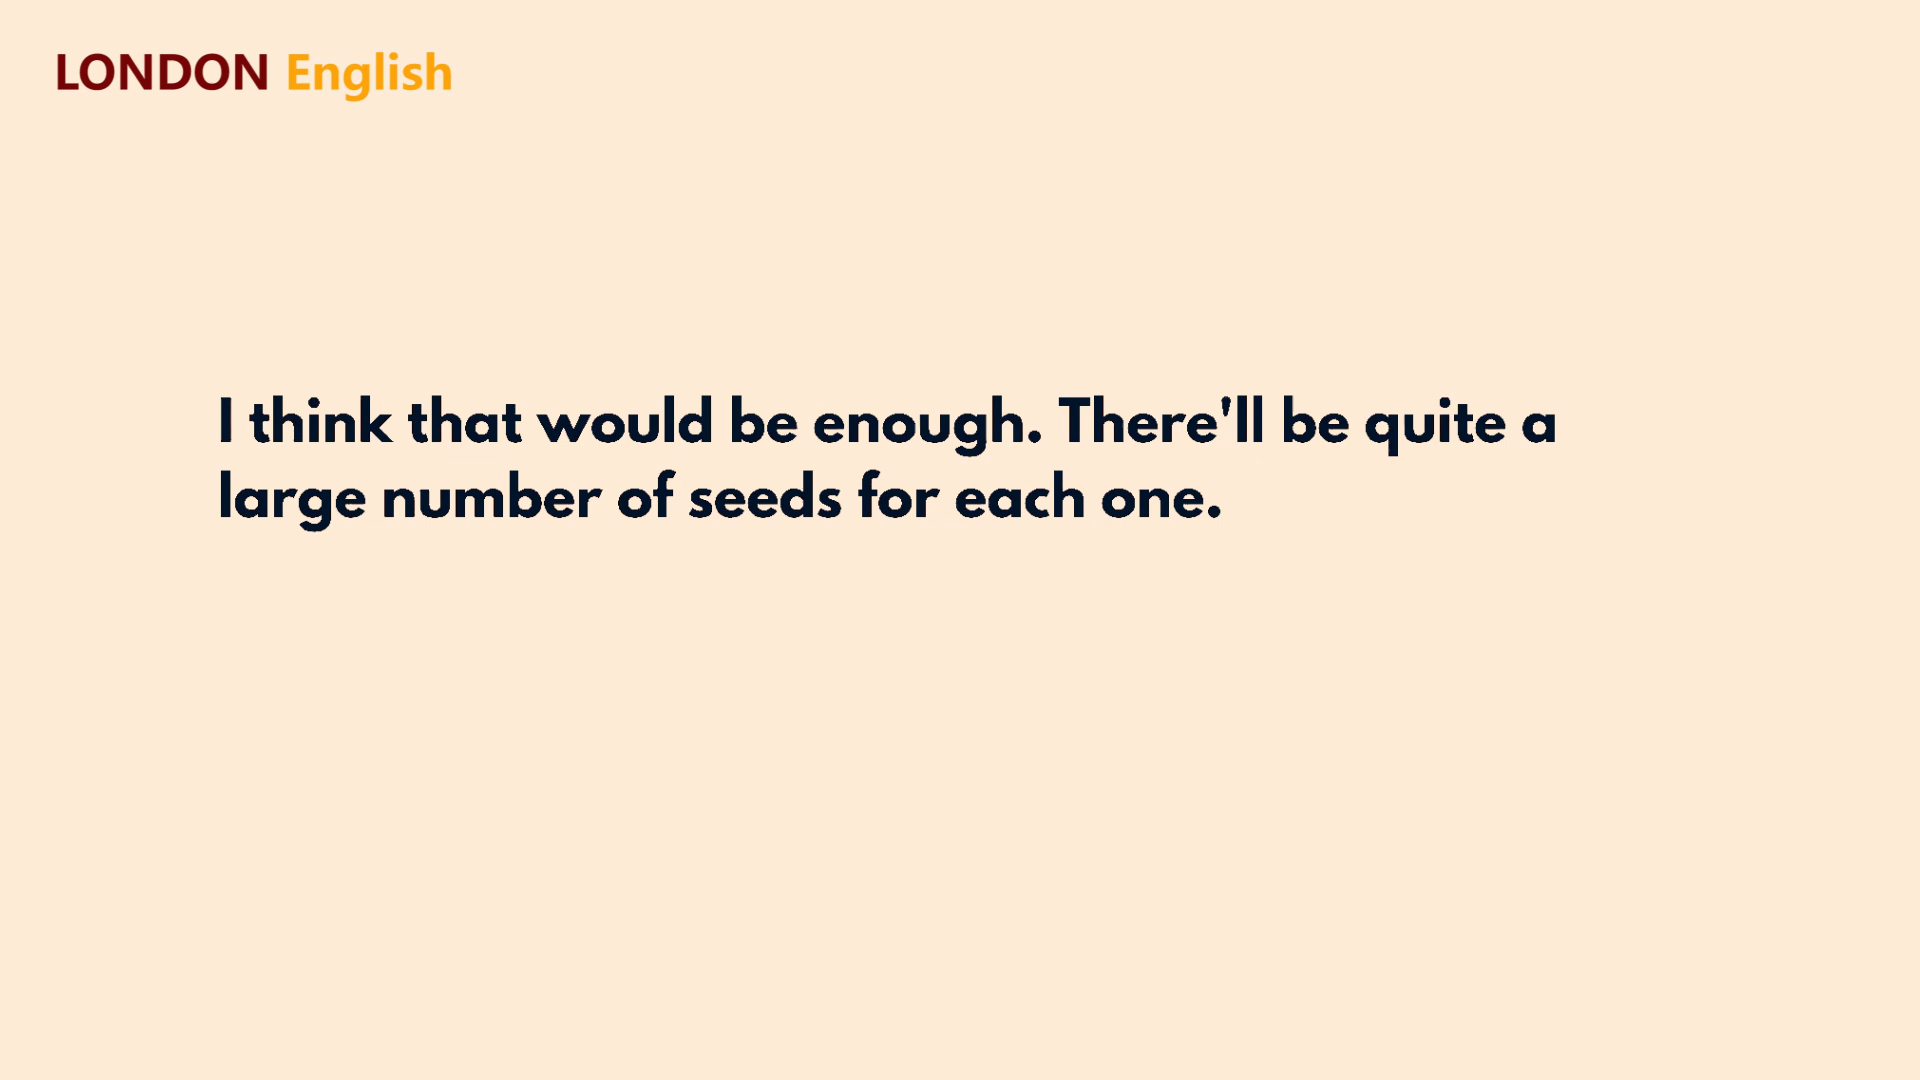 LONDON English
I think that would be enough. There'll be quite a
large number of seeds for each one.